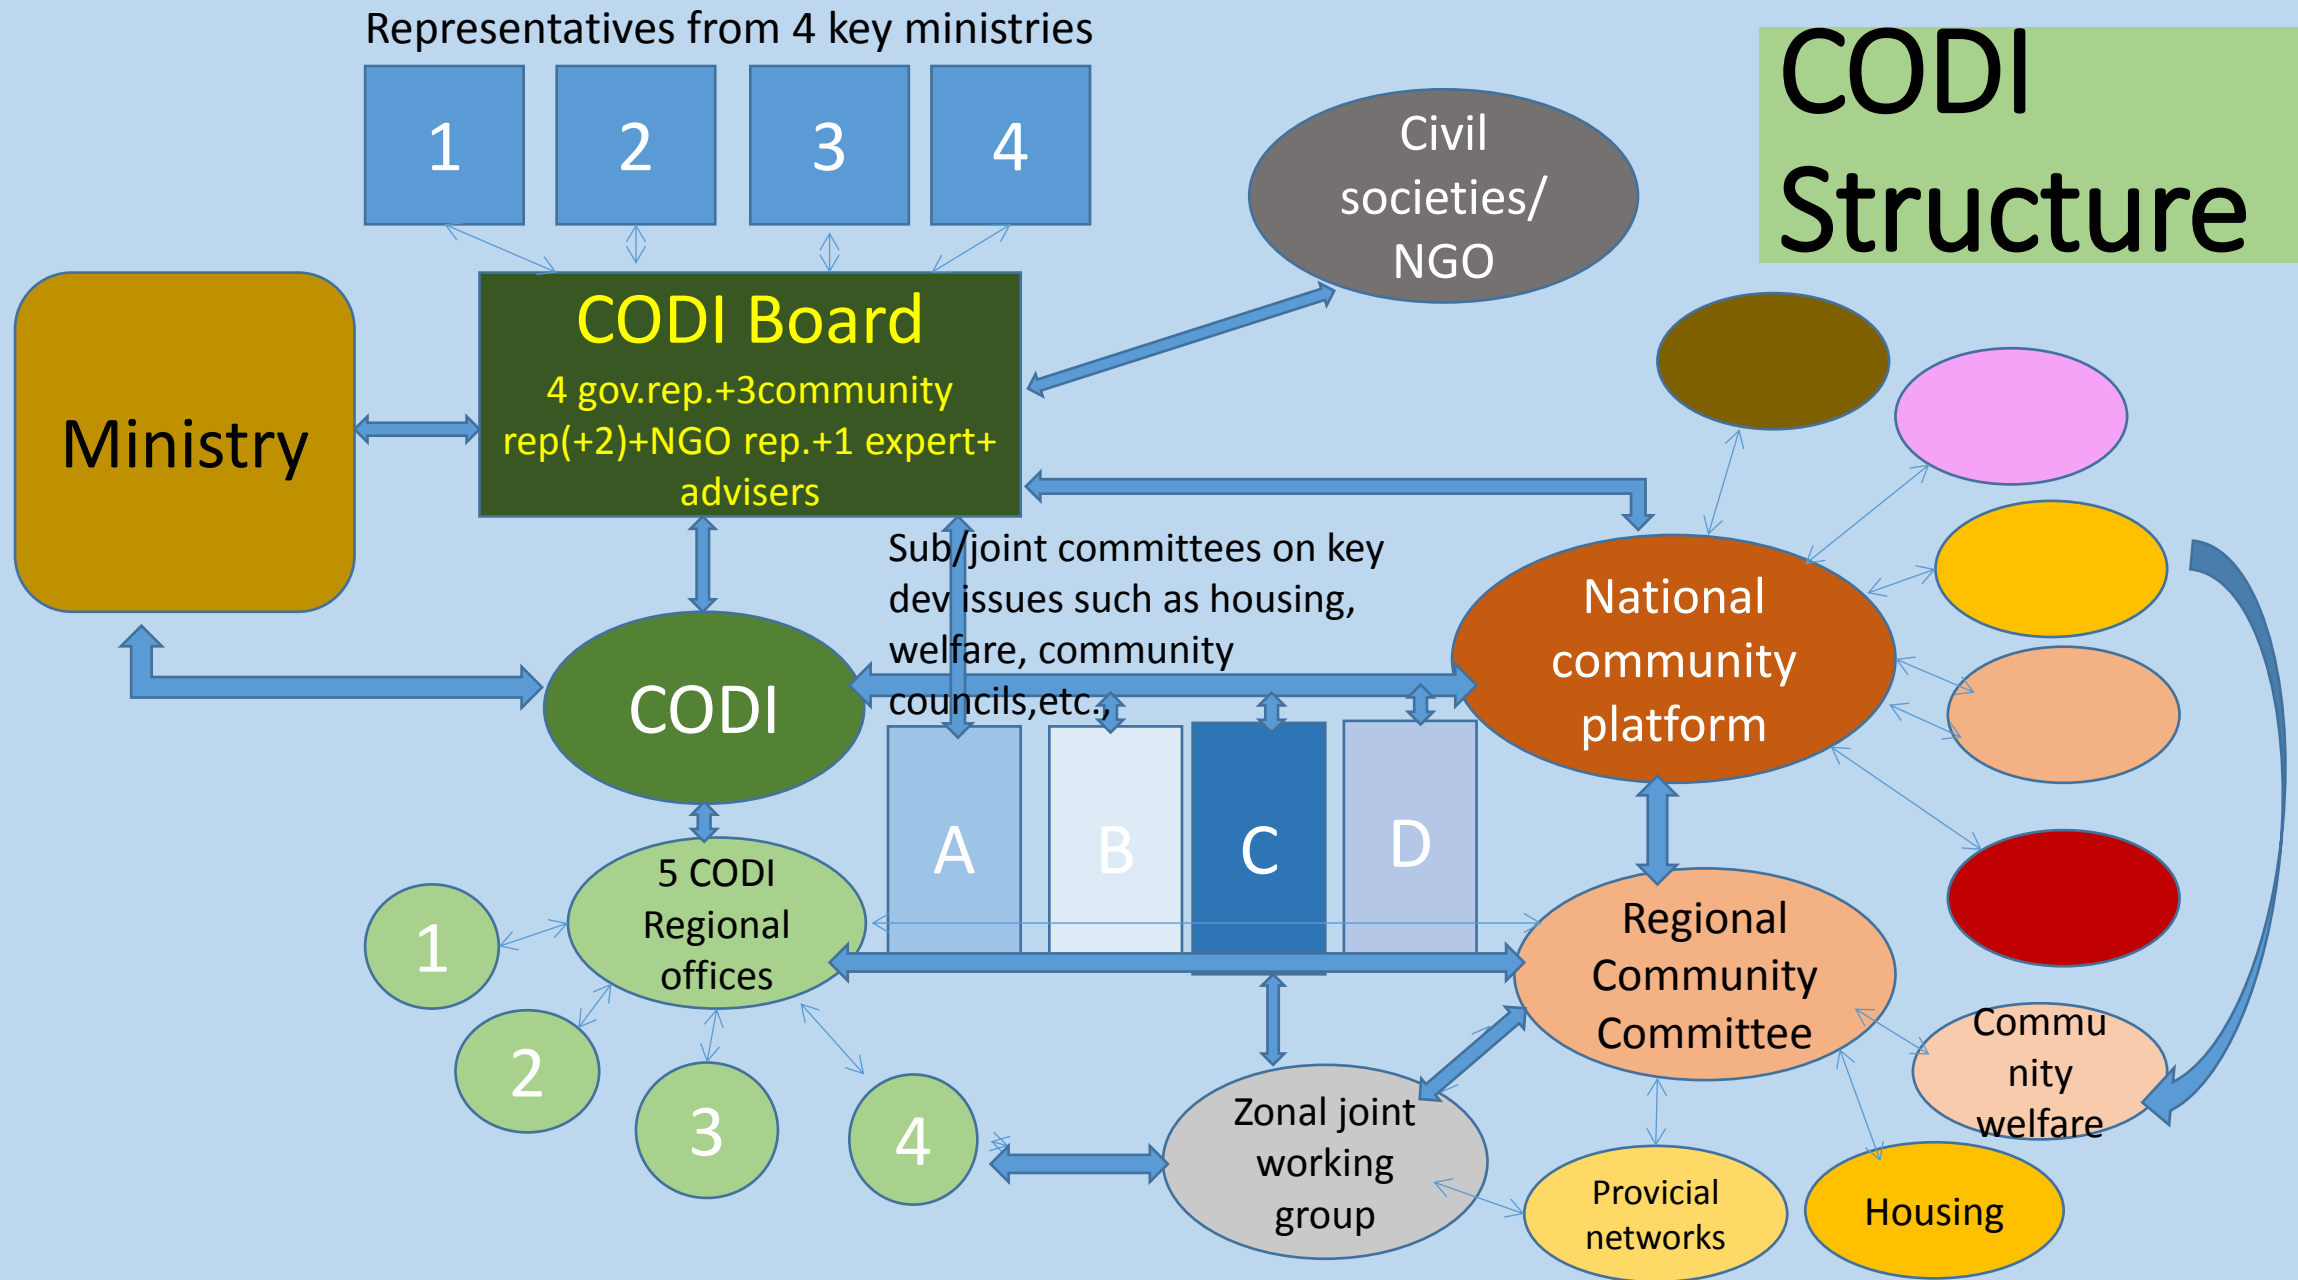 Representatives from 4 key ministries
CODI
Structure
1
2
3
4
Civil
societies/
NGO
CODI Board
4 gov.rep.+3community
rep(+2)+NGO rep.+1 expert+
advisers
Ministry
Sub/joint committees on key
dev issues such as housing,
welfare, community
councils,etc.,
National
community
platform
CODI
A
B
C
D
5 CODI
Regional
offices
1
2
3
4
Regional
Community
Committee
Commu
nity
welfare
Zonal joint
working
group
Provicial
networks
Housing